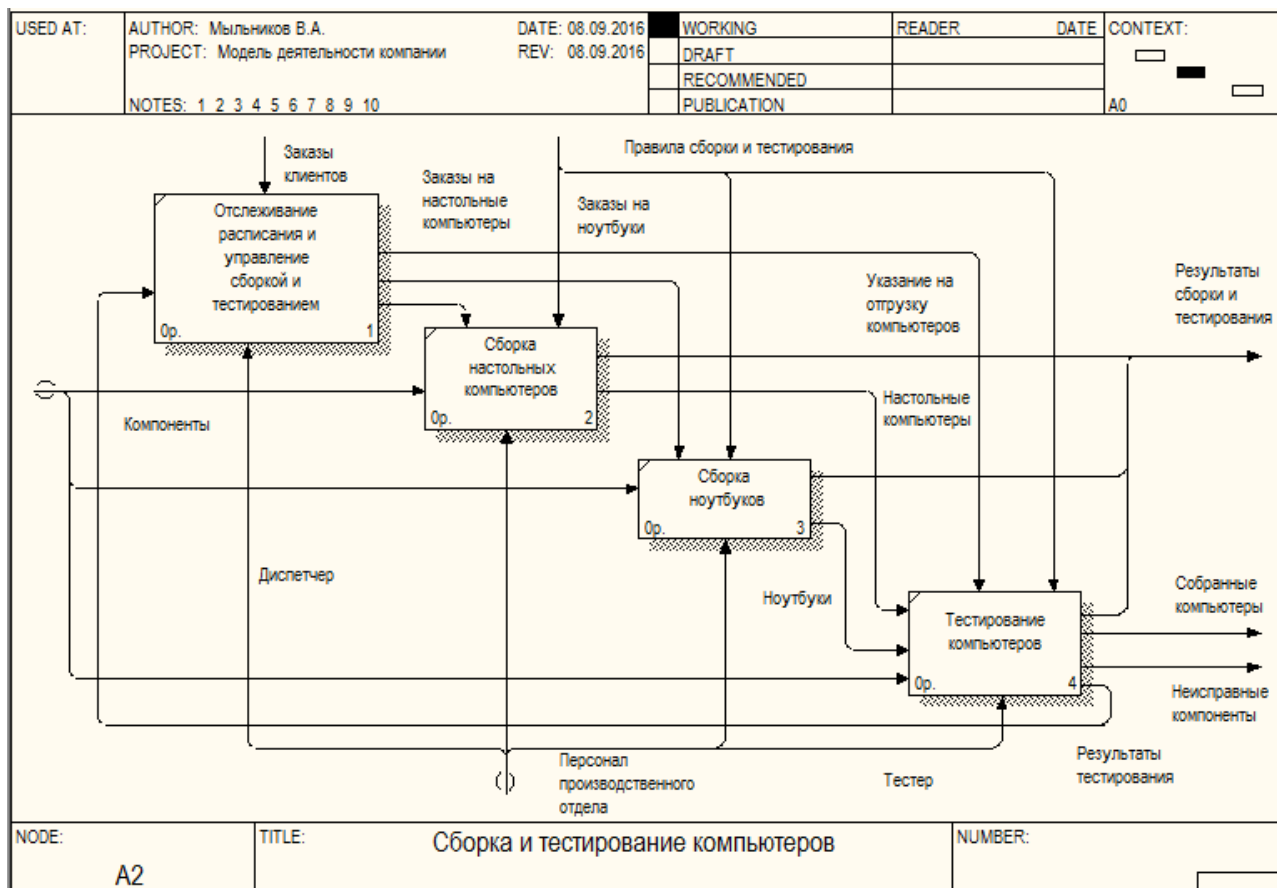 USED AT:
AUTHOR: Мыльников В.А.
DATE: 08.09.2016
PROJECT: Модель деятельности компании
REV: 08.09.2016
NOTES: 1 2 3 4 5 6 7 8 9 10
WORKING
DRAFT
RECOMMENDED
PUBLICATION
READER DATE
CONTEXT:
A0
Заказы
клиентов
Заказы на
настольные
компьютеры
Заказы на
ноутбуки
Правила сборки и тестирования
Отслеживание
расписания и
управление
сборкой и
тестированием
0р. 1
Указание на
отгрузку
компьютеров
Результаты
сборки и
тестирования
Сборка
настольных
компьютеров
0р. 2
Компоненты
Настольные
компьютеры
Сборка
ноутбуков
0р. 3
Диспетчер
Ноутбуки
Тестирование
компьютеров
0р. 4
Собранные
компьютеры
Неисправные
компоненты
Персонал
производственного
отдела
Тестер
Результаты
тестирования
NODE:
A2
TITLE:
Сборка и тестирование компьютеров
NUMBER: